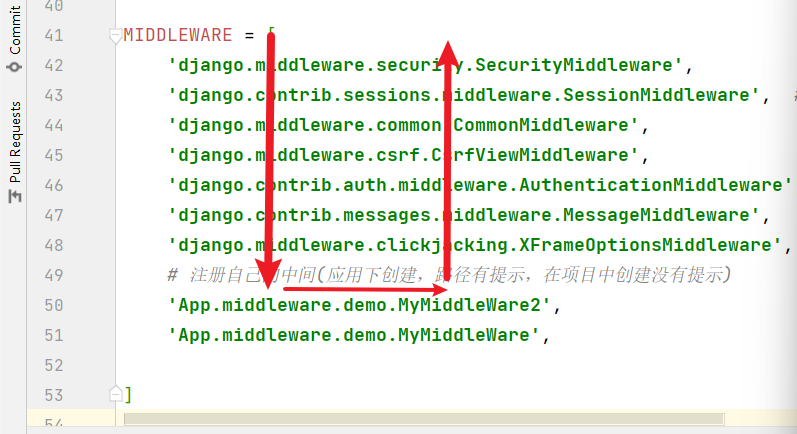 Commit
Pull Requests
40
41 MIDDLEWARE = [
42 'django.middleware.security.SecurityMiddleware',
43 'django.contrib.sessions.middleware.SessionMiddleware', #
44 'django.middleware.common.CommonMiddleware',
45 'django.middleware.csrf.CsrfViewMiddleware',
46 'django.contrib.auth.middleware.AuthenticationMiddleware'
47 'django.contrib.messages.middleware.MessageMiddleware',
48 'django.middleware.clickjacking.XFrameOptionsMiddleware',
49 # 注册自己的中间(应用下创建,路径有提示,在项目中创建没有提示)
50 'App.middleware.demo.MyMiddleWare2',
51 'App.middleware.demo.MyMiddleWare',
52
53 ]
54